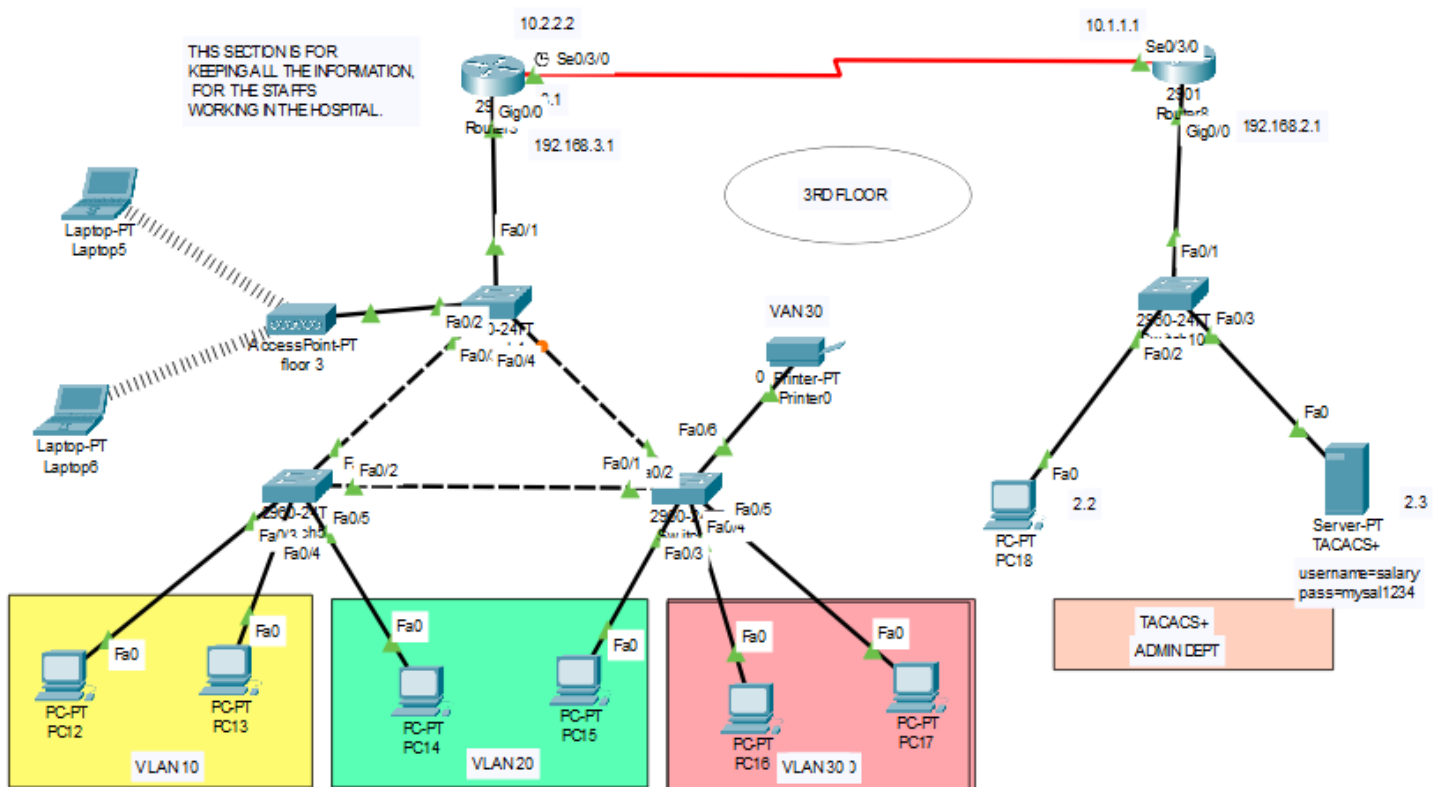 10.2.2.2
10.1.1.1
THIS SECTION IS FOR
KEEPING ALL THE INFORMATION,
FOR THE STAFFS
WORKING IN THE HOSPITAL.
Se0/3/0
Se0/3/0
Gig0/0
192.168.3.1
2901
Gig0/0
192.168.2.1
3RD FLOOR
Laptop-PT
Laptop5
Fa0/1
Fa0/1
VAN 30
Fa0/2
Fa0/4
AccessPoint-PT
floor 3
Fa0/3
Fa0/2
0
Printer-PT
Printer0
Laptop-PT
Laptop6
Fa0/6
Fa0/2
Fa0/1
Fa0
Fa0
Fa0/5
Fa0/4
Fa0/5
Fa0/4
Fa0/3
PC-PT
PC18
2.2
Server-PT
TACACS+
2.3
username=salary
pass=mysal1234
Fa0
Fa0
Fa0
Fa0
Fa0
Fa0
TACACS+
ADMIN DEPT
PC-PT
PC12
PC-PT
PC13
PC-PT
PC14
PC-PT
PC15
PC-PT
PC16
PC-PT
PC17
VLAN 10
VLAN 20
VLAN 30